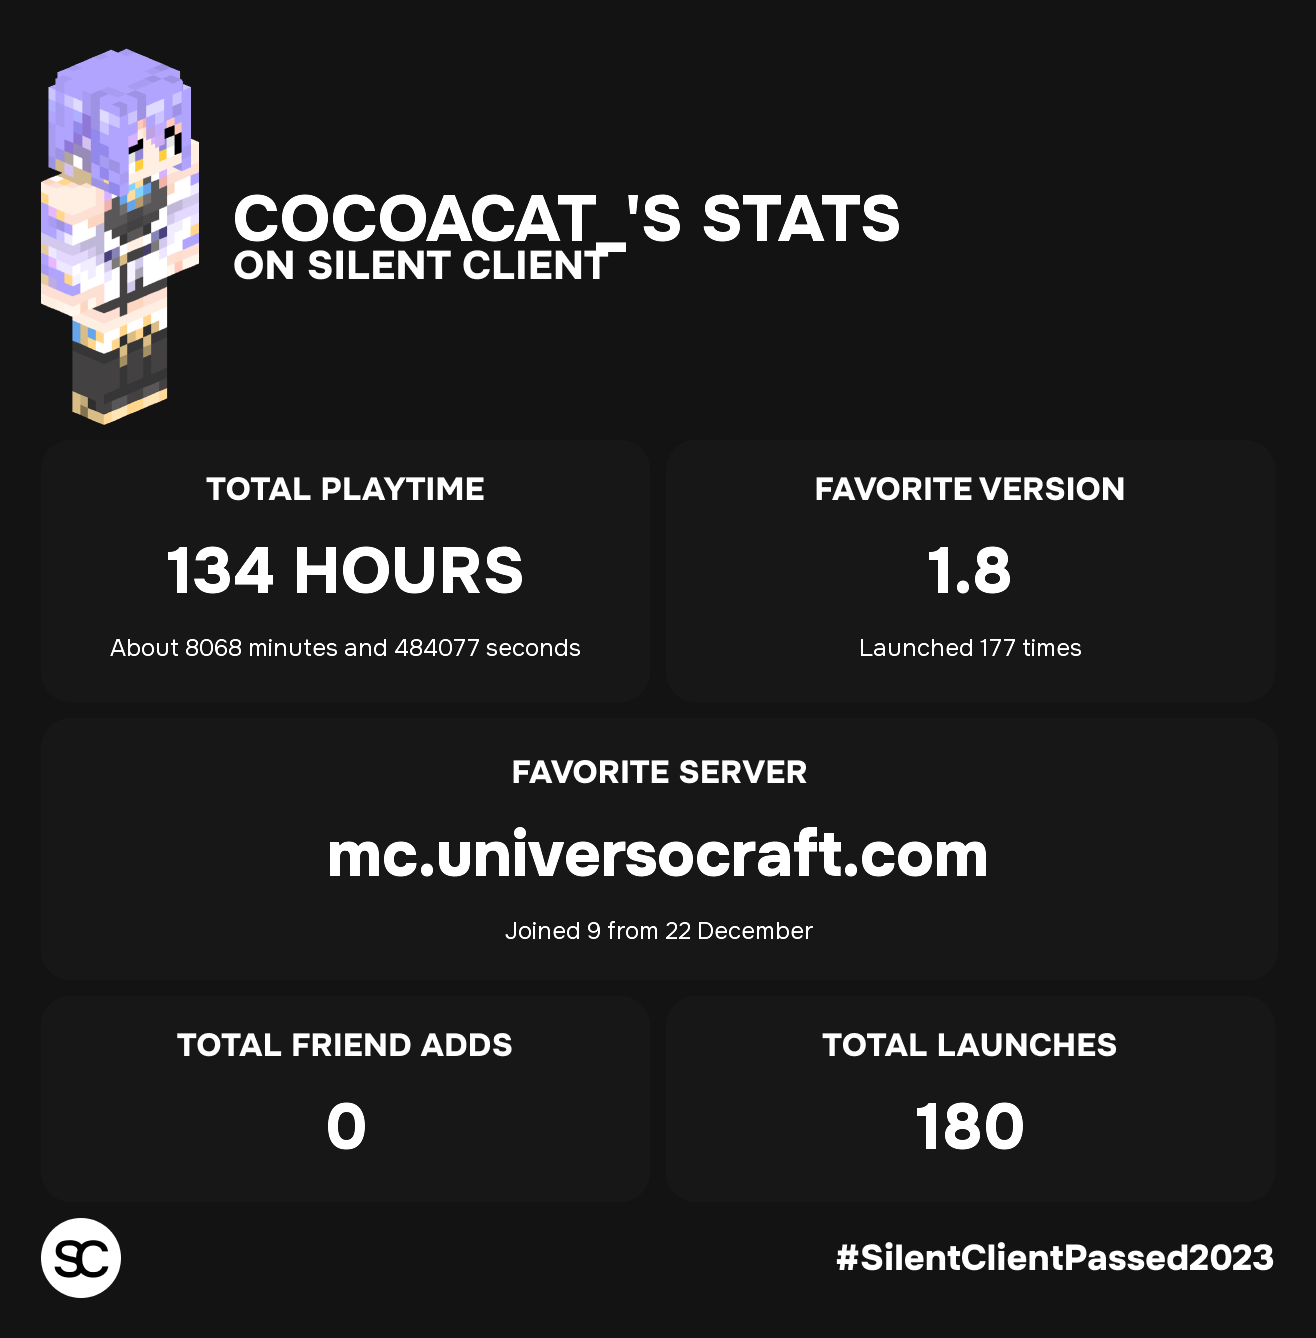 COCOACAT_'S STATS
ON SILENT CLIENT
TOTAL PLAYTIME
134 HOURS
About 8068 minutes and 484077 seconds
FAVORITE VERSION
1.8
Launched 177 times
FAVORITE SERVER
mc.universocraft.com
Joined 9 from 22 December
TOTAL FRIEND ADDS
0
TOTAL LAUNCHES
180
SC
#SilentClientPassed2023